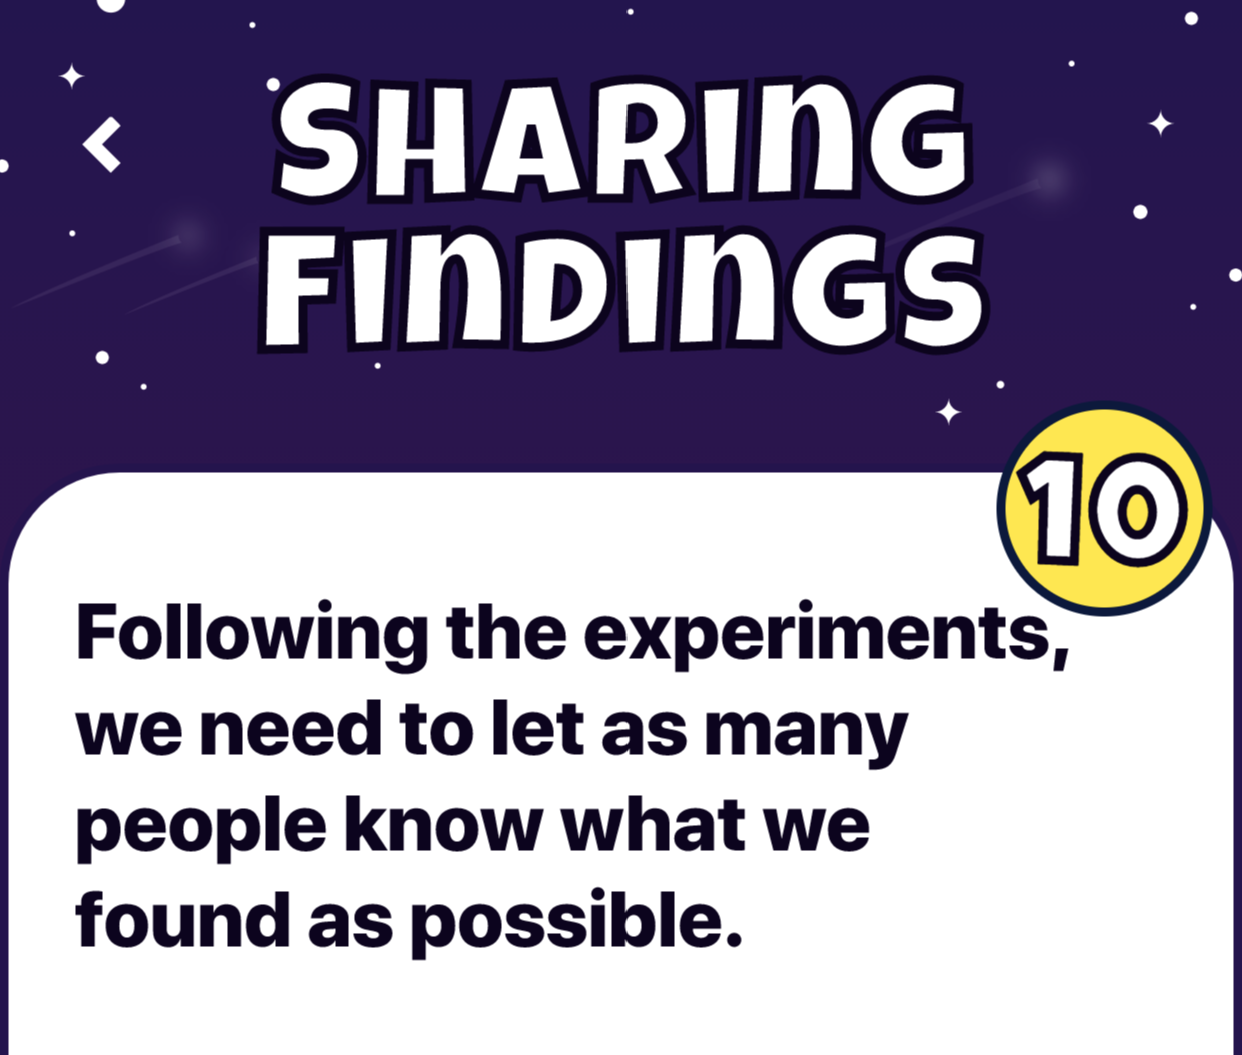 SHARING
FINDINGS
10
Following the experiments,
we need to let as many
people know what we
found as possible.